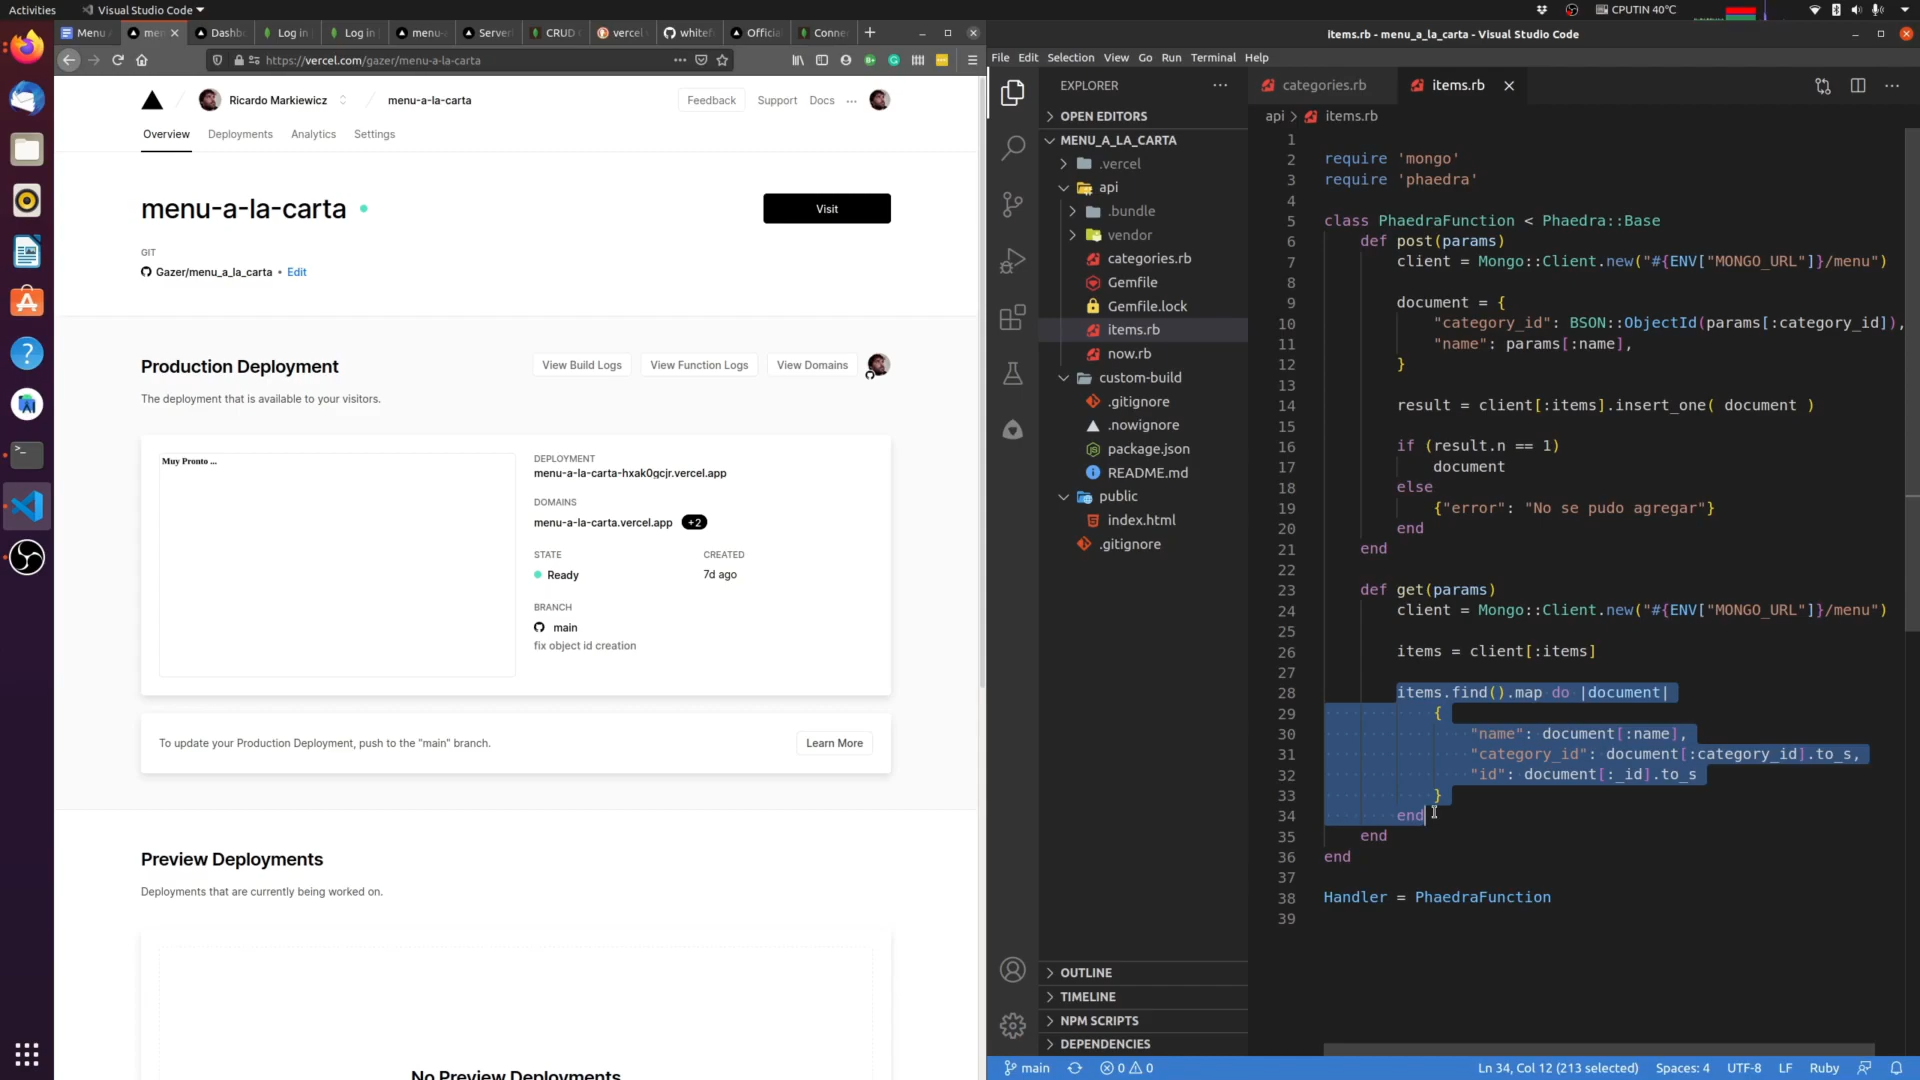 Activities
Visual Studio Code
CPUTIN 40°C
Menu
men
Dashb
Log in
Log in
menu-
Server
CRUD
vercel
whitef
Officia
Connec
https://vercel.com/gazer/menu-a-la-carta
Ricardo Markiewicz
menu-a-la-carta
Feedback
Support
Docs
Overview
Deployments
Analytics
Settings
menu-a-la-carta
Visit
GIT
Gazer/menu_a_la_carta • Edit
Production Deployment
View Build Logs
View Function Logs
View Domains
The deployment that is available to your visitors.
Muy Pronto ...
DEPLOYMENT
menu-a-la-carta-hxak0gcjr.vercel.app
DOMAINS
menu-a-la-carta.vercel.app
+2
STATE
CREATED
Ready
7d ago
BRANCH
main
fix object id creation
To update your Production Deployment, push to the "main" branch.
Learn More
Preview Deployments
Deployments that are currently being worked on.
No Preview Deployments
items.rb - menu_a_la_carta - Visual Studio Code
File Edit Selection View Go Run Terminal Help
EXPLORER
OPEN EDITORS
MENU_A_LA_CARTA
.vercel
api
.bundle
vendor
categories.rb
Gemfile
Gemfile.lock
items.rb
now.rb
custom-build
.gitignore
.nowignore
package.json
README.md
public
index.html
.gitignore
OUTLINE
TIMELINE
NPM SCRIPTS
DEPENDENCIES
categories.rb
items.rb
api > items.rb
1
2 require 'mongo'
3 require 'phaedra'
4
5 class PhaedraFunction < Phaedra::Base
6 def post(params)
7 client = Mongo::Client.new("#{ENV["MONGO_URL"]}/menu")
8
9 document = {
10 "category_id": BSON::ObjectId(params[:category_id]),
11 "name": params[:name],
12 }
13
14 result = client[:items].insert_one( document )
15
16 if (result.n == 1)
17 document
18 else
19 {"error": "No se pudo agregar"}
20 end
21 end
22
23 def get(params)
24 client = Mongo::Client.new("#{ENV["MONGO_URL"]}/menu")
25
26 items = client[:items]
27
28 items.find().map do |document|
29 {
30 "name": document[:name],
31 "category_id": document[:category_id].to_s,
32 "id": document[:_id].to_s
33 }
34 end
35 end
36 end
37
38 Handler = PhaedraFunction
39
main
0
0
Ln 34, Col 12 (213 selected)
Spaces: 4
UTF-8
LF
Ruby